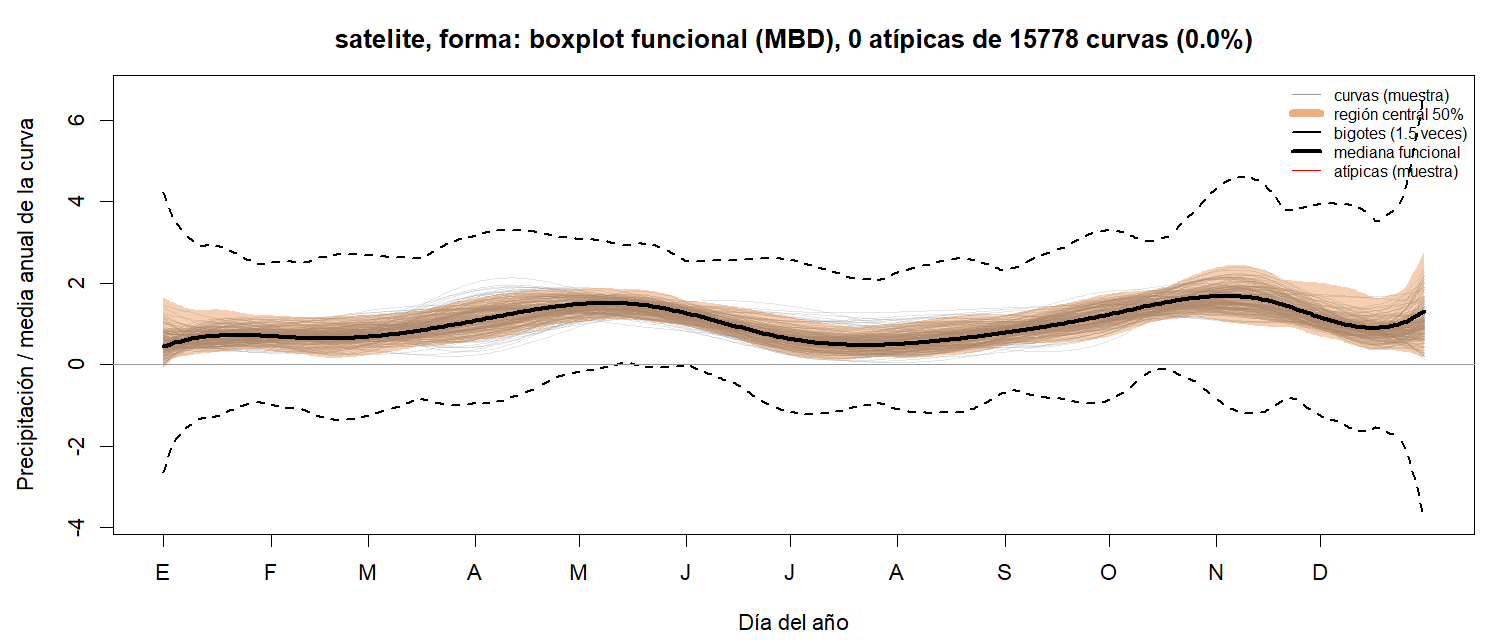 satelite, forma: boxplot funcional (MBD), 0 atípicas de 15778 curvas (0.0%)
curvas (muestra)
región central 50%
bigotes (1.5 veces)
mediana funcional
atípicas (muestra)
Precipitación / media anual de la curva
6
4
2
0
-2
-4
E F M A M J J A S O N D
Día del año